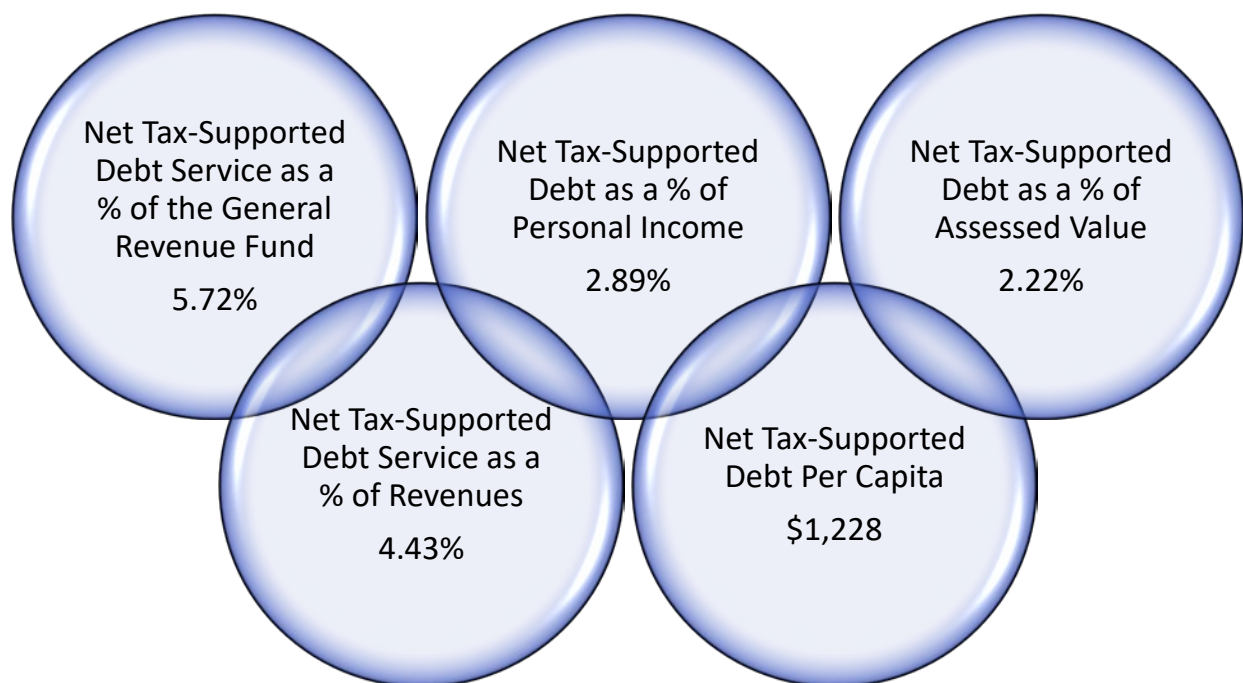 Net Tax-Supported
Debt Service as a
% of the General
Revenue Fund
5.72%
Net Tax-Supported
Debt as a % of
Personal Income
2.89%
Net Tax-Supported
Debt as a % of
Assessed Value
2.22%
Net Tax-Supported
Debt Service as a
% of Revenues
4.43%
Net Tax-Supported
Debt Per Capita
$1,228